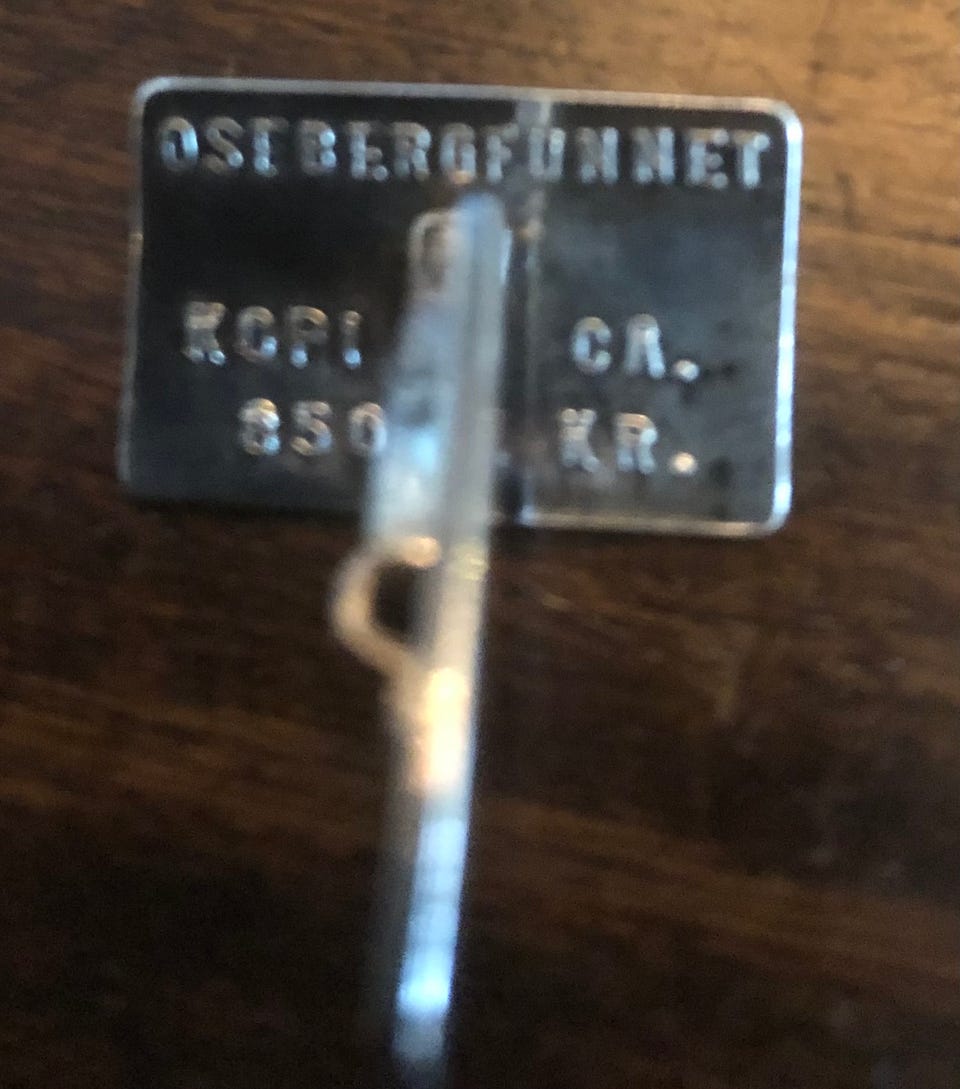 OSEBERGFUNNET
KOPI CA.
850 KR.